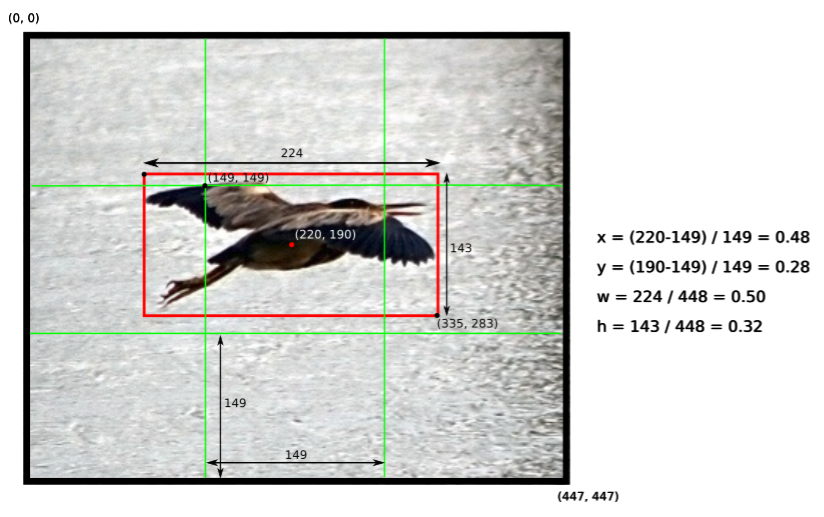 (0, 0)
224
(149, 149)
(220, 190)
143
(335, 283)
149
149
(447, 447)
x = (220-149) / 149 = 0.48
y = (190-149) / 149 = 0.28
w = 224 / 448 = 0.50
h = 143 / 448 = 0.32